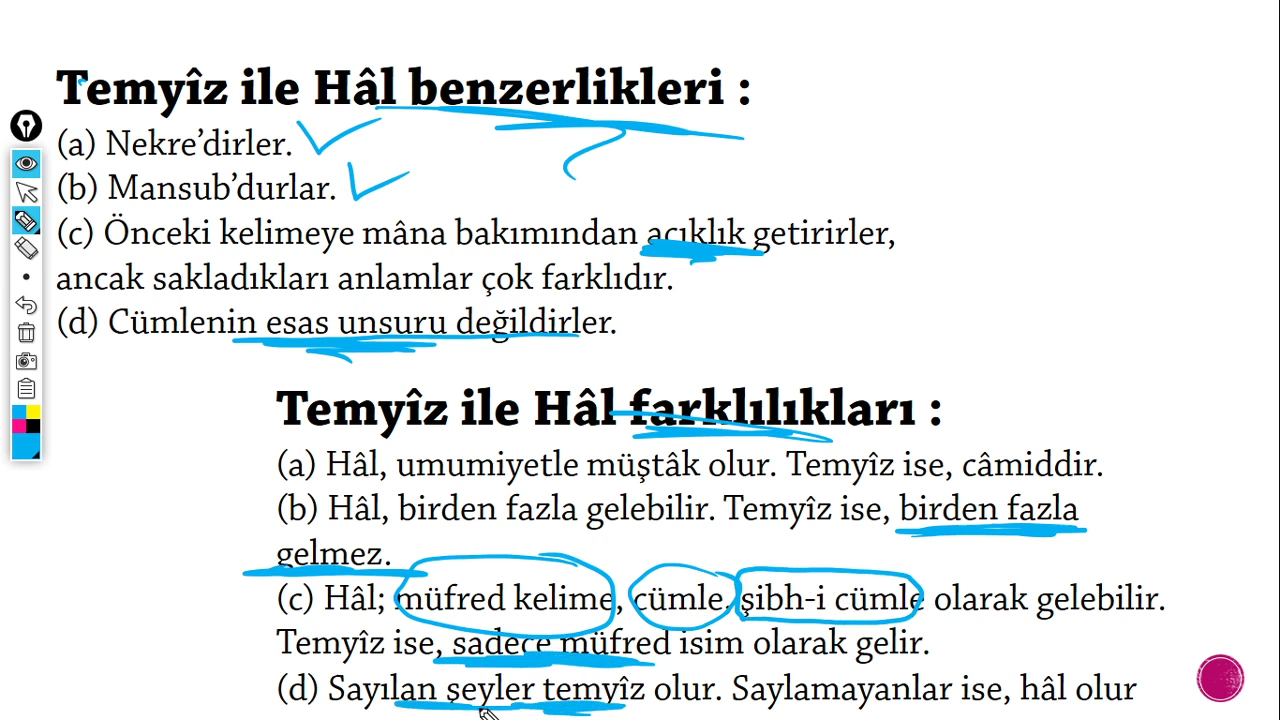 Temyîz ile Hâl benzerlikleri :
(a) Nekre’dirler.
(b) Mansub’durlar.
(c) Önceki kelimeye mâna bakımından açıklık getirirler,
ancak sakladıkları anlamlar çok farklıdır.
(d) Cümlenin esas unsuru değildirler.
Temyîz ile Hâl farklılıkları :
(a) Hâl, umumiyetle müştâk olur. Temyîz ise, câmiddir.
(b) Hâl, birden fazla gelebilir. Temyîz ise, birden fazla
gelmez.
(c) Hâl; müfred kelime, cümle, şibh-i cümle olarak gelebilir.
Temyîz ise, sadece müfred isim olarak gelir.
(d) Sayılan şeyler temyîz olur. Saylamayanlar ise, hâl olur